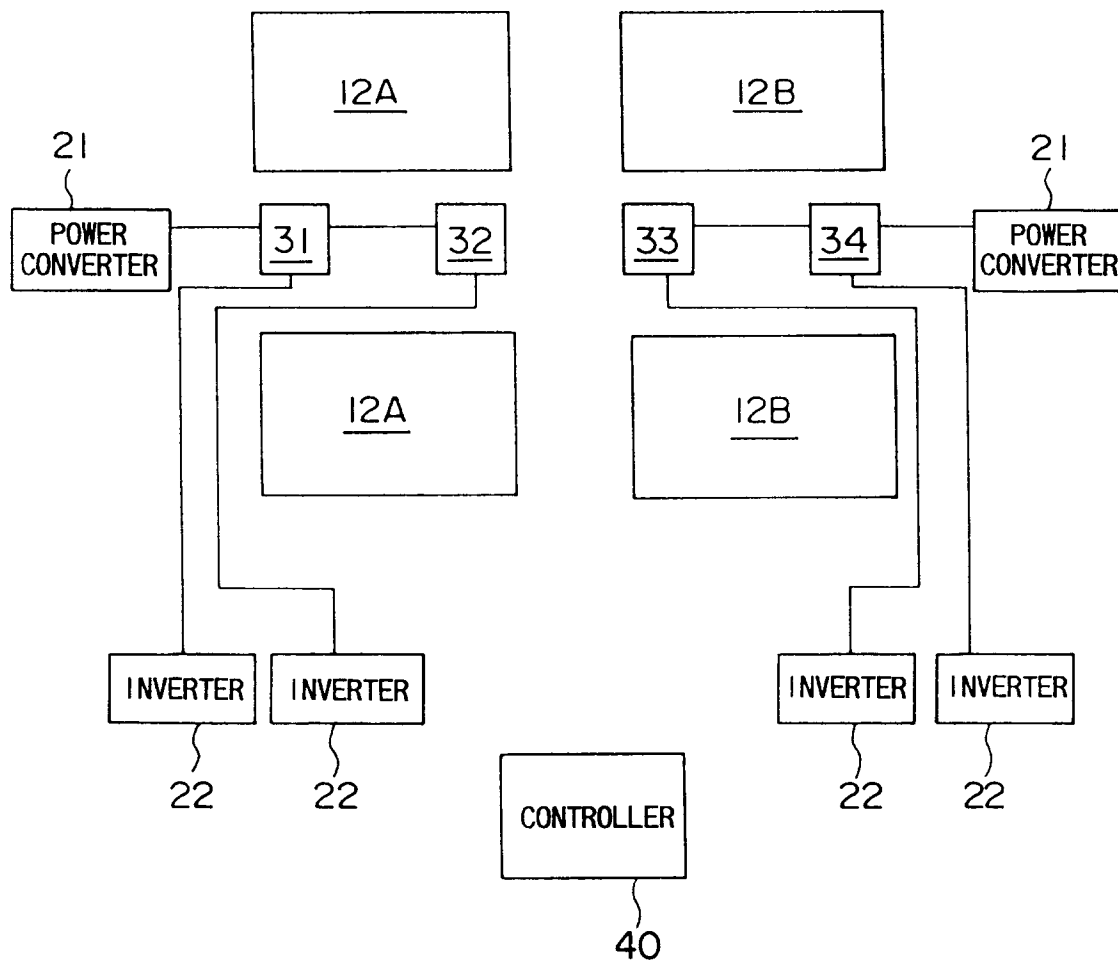 12A
12B
21
21
POWER
CONVERTER
31
32
33
34
POWER
CONVERTER
12A
12B
INVERTER
INVERTER
INVERTER
INVERTER
22
22
22
22
CONTROLLER
40